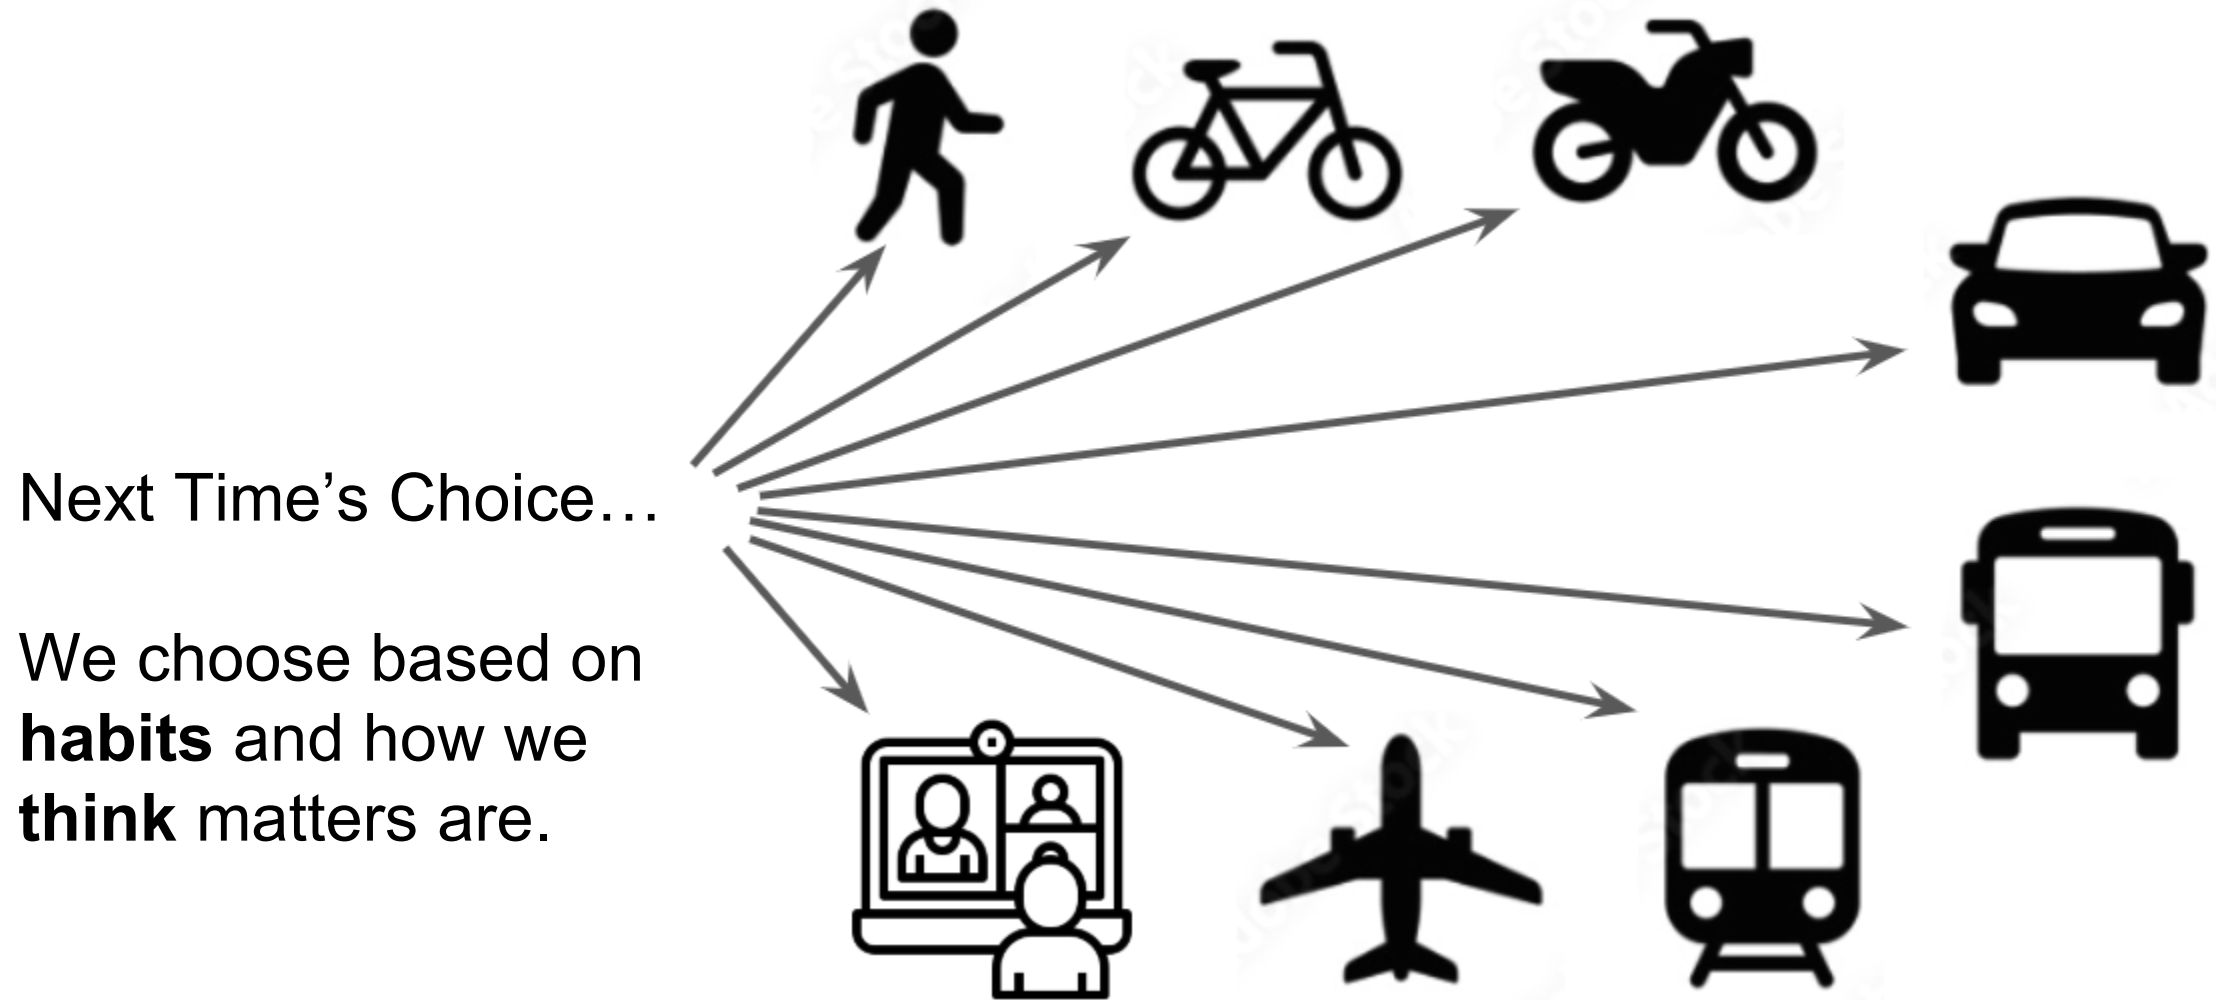 Next Time’s Choice…
We choose based on
habits and how we
think matters are.